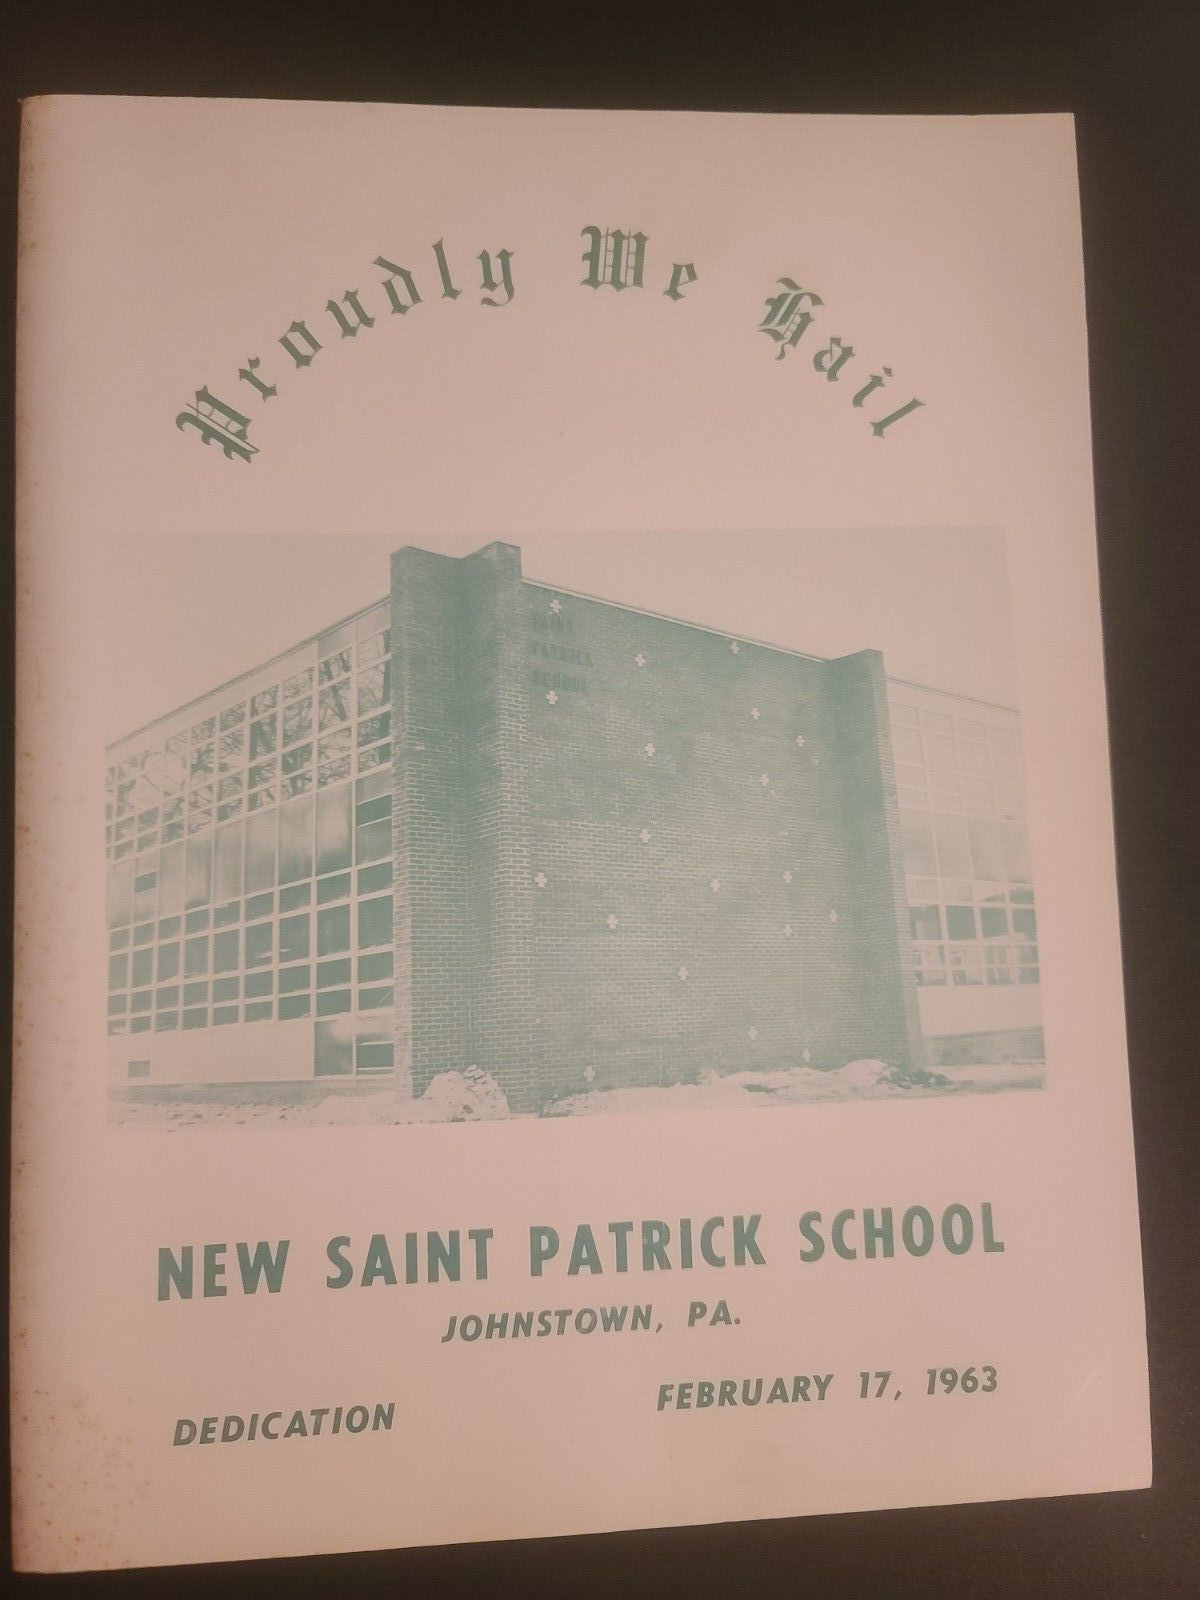 Proudly We Hail
SAINT
PATRICK
SCHOOL
NEW SAINT PATRICK SCHOOL
JOHNSTOWN, PA.
DEDICATION FEBRUARY 17, 1963